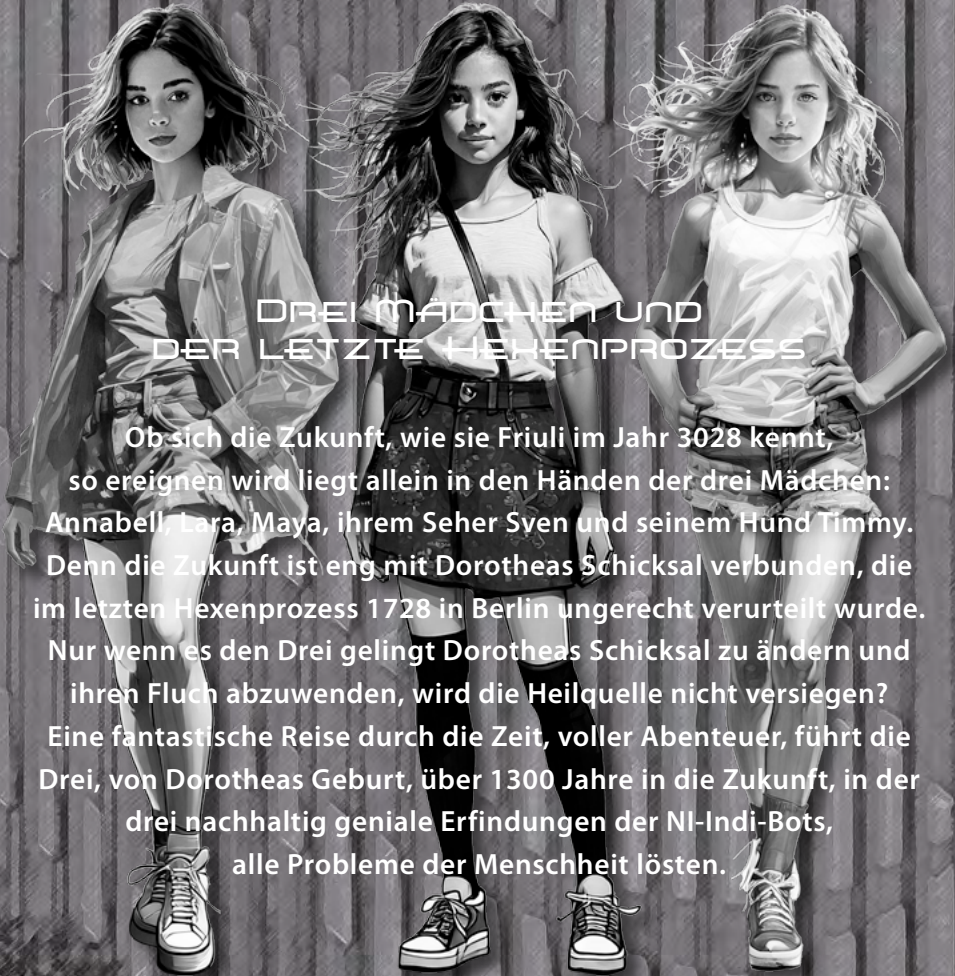 Drei Mädchen und
der letzte Hexenprozess
Ob sich die Zukunft, wie sie Friuli im Jahr 3028 kennt,
so ereignen wird liegt allein in den Händen der drei Mädchen:
Annabell, Lara, Maya, ihrem Seher Sven und seinem Hund Timmy.
Denn die Zukunft ist eng mit Dorotheas Schicksal verbunden, die
im letzten Hexenprozess 1728 in Berlin ungerecht verurteilt wurde.
Nur wenn es den Drei gelingt Dorotheas Schicksal zu ändern und
ihren Fluch abzuwenden, wird die Heilquelle nicht versiegen?
Eine fantastische Reise durch die Zeit, voller Abenteuer, führt die
Drei, von Dorotheas Geburt, über 1300 Jahre in die Zukunft, in der
drei nachhaltig geniale Erfindungen der NI-Indi-Bots,
alle Probleme der Menschheit lösten.